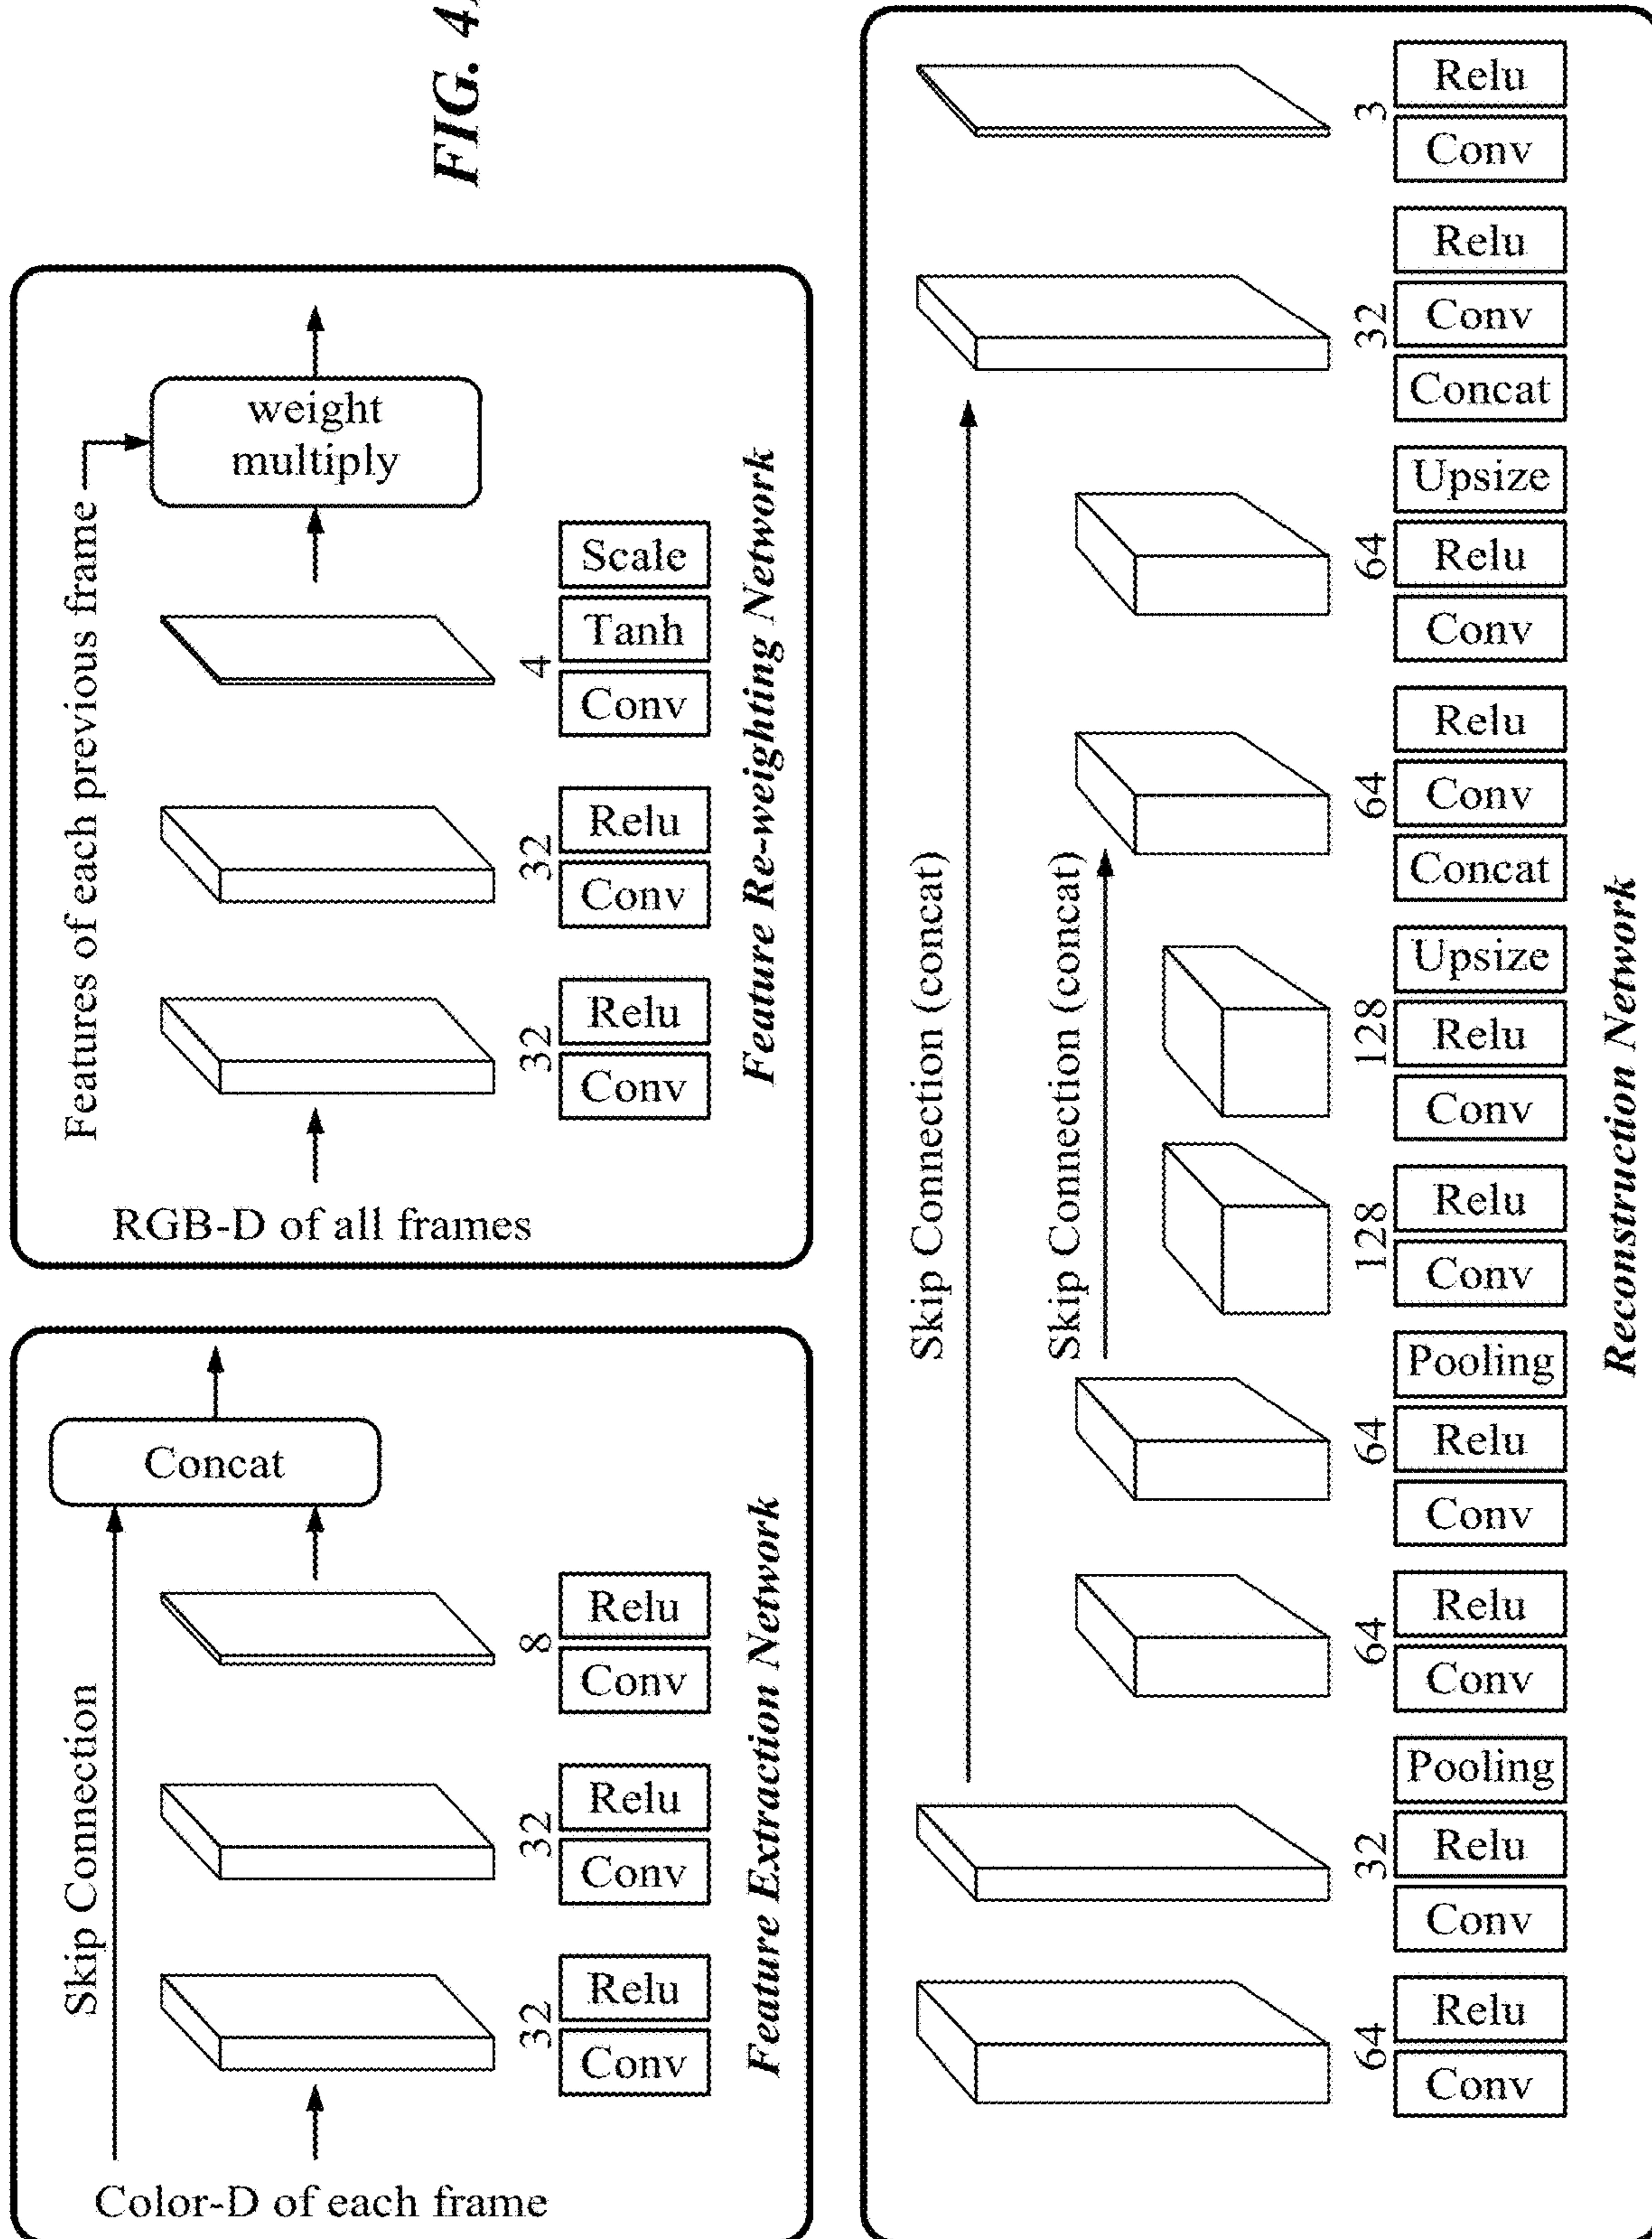 FIG. 4
Color-D of each frame
Skip Connection
Concat
32
Conv
Relu
32
Conv
Relu
8
Conv
Relu
Feature Extraction Network
RGB-D of all frames
Features of each previous frame
weight
multiply
32
Conv
Relu
32
Conv
Relu
4
Conv
Tanh
Scale
Feature Re-weighting Network
Skip Connection (concat)
Skip Connection (concat)
64
Conv
Relu
32
Conv
Relu
Pooling
64
Conv
Relu
64
Conv
Relu
Pooling
128
Conv
Relu
128
Conv
Relu
Upsize
64
Concat
Conv
Relu
64
Conv
Relu
Upsize
32
Concat
Conv
Relu
3
Conv
Relu
Reconstruction Network